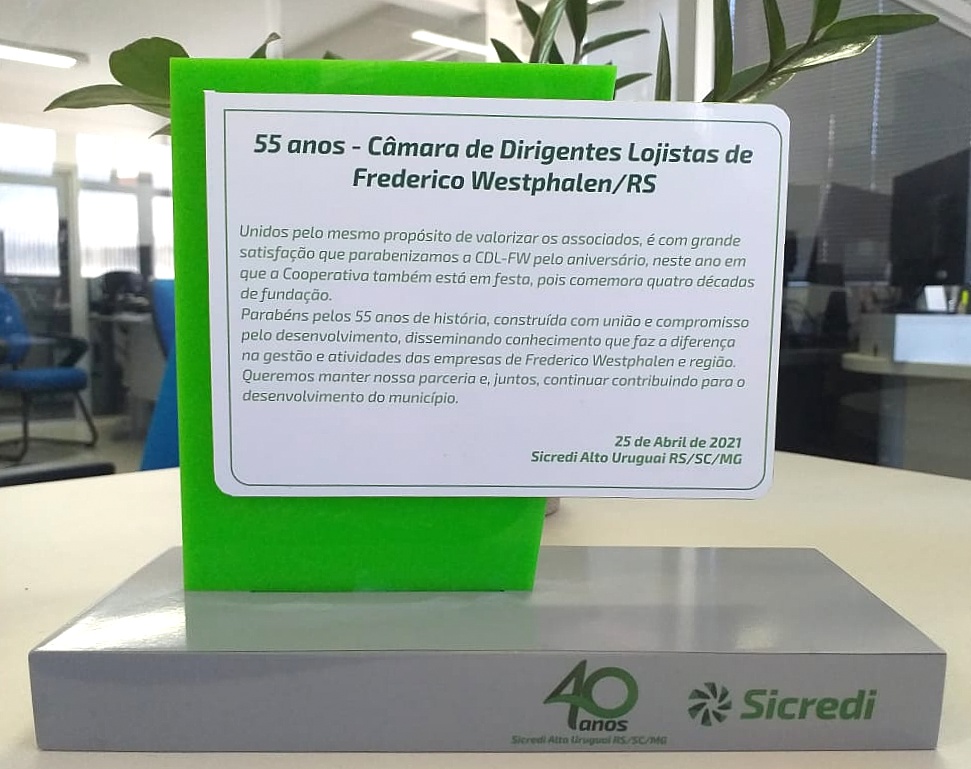 55 anos - Câmara de Dirigentes Lojistas de
Frederico Westphalen/RS
Unidos pelo mesmo propósito de valorizar os associados, é com grande
satisfação que parabenizamos a CDL-FW pelo aniversário, neste ano em
que a Cooperativa também está em festa, pois comemora quatro décadas
de fundação.
Parabéns pelos 55 anos de história, construída com união e compromisso
pelo desenvolvimento, disseminando conhecimento que faz a diferença
na gestão e atividades das empresas de Frederico Westphalen e região.
Queremos manter nossa parceria e, juntos, continuar contribuindo para o
desenvolvimento do município.
25 de Abril de 2021
Sicredi Alto Uruguai RS/SC/MG
40
anos
Sicredi Alto Uruguai RS/SC/MG
Sicredi